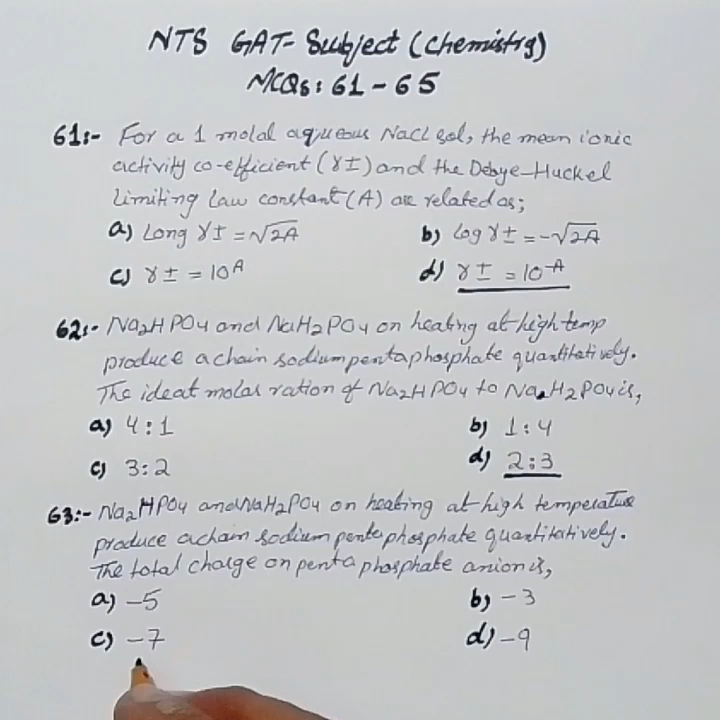 NTS GAT-Subject (Chemistry)
MCQs: 61-65
61:- For a 1 molal aqueous NaCl sol, the mean ionic
activity co-efficient (γ±) and the Debye-Huckel
limiting Law constant (A) are related as;
a) Long γ± = √2A b) Log γ± = -√2A
c) γ± = 10ᴬ d) γ± = 10⁻ᴬ
62:- Na2HPO4 and NaH2PO4 on heating at high temp
produce a chain sodium pentaphosphate quantitatively.
The ideat molar ration of Na2HPO4 to NaH2PO4 is,
a) 4:1 b) 1:4
c) 3:2 d) 2:3
63:- Na2HPO4 and NaH2PO4 on heating at high temperature
produce a chain sodium pentaphosphate quantitatively.
The total charge on pentaphosphate anion is,
a) -5 b) -3
c) -7 d) -9